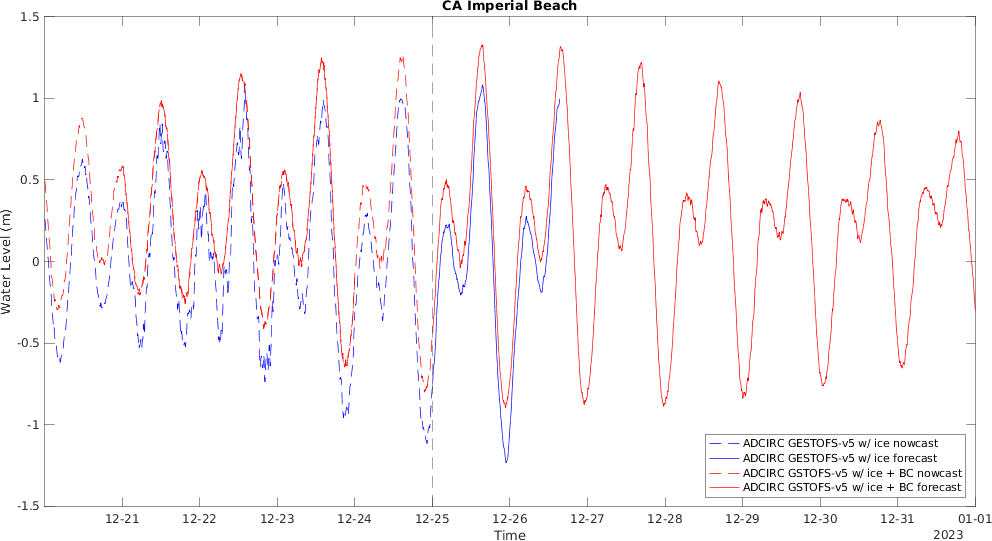 CA Imperial Beach
1.5
1
0.5
0
-0.5
-1
-1.5
Water Level (m)
12-21 12-22 12-23 12-24 12-25 12-26 12-27 12-28 12-29 12-30 12-31 01-01
Time
2023
ADCIRC GESTOFS-v5 w/ ice nowcast
ADCIRC GESTOFS-v5 w/ ice forecast
ADCIRC GSTOFS-v5 w/ ice + BC nowcast
ADCIRC GSTOFS-v5 w/ ice + BC forecast